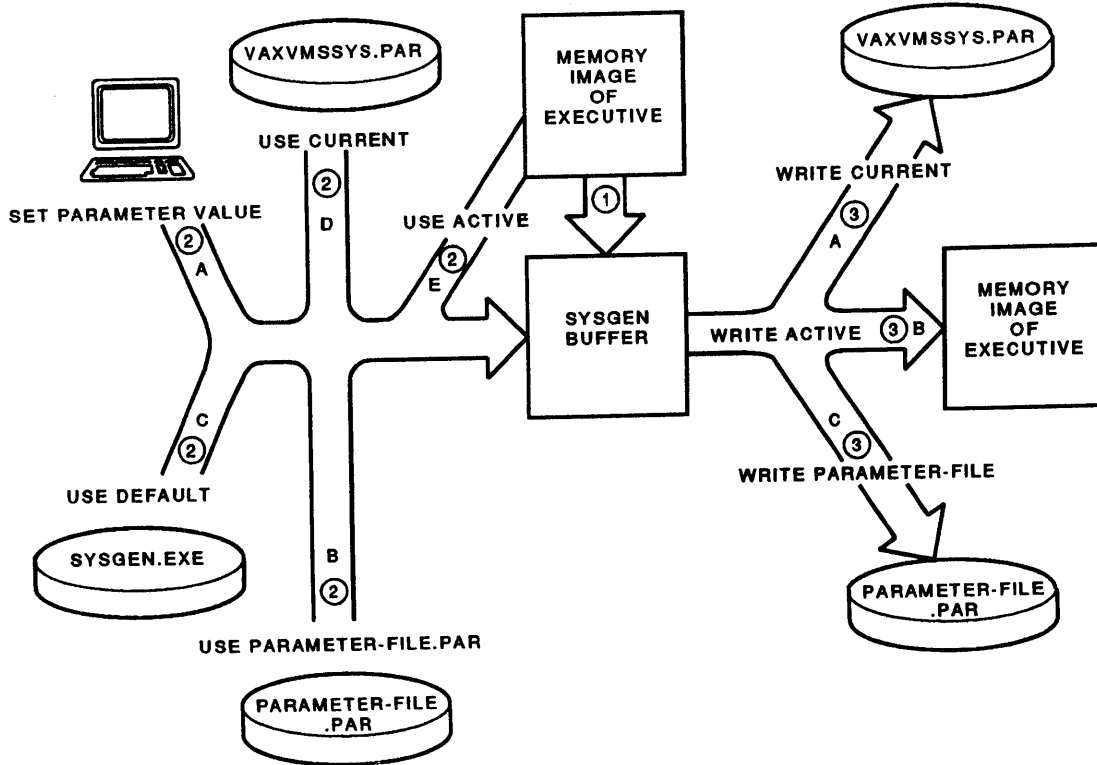 VAXVMSSYS.PAR
USE CURRENT
2
D
MEMORY
IMAGE
OF
EXECUTIVE
1
USE ACTIVE
2
E
SET PARAMETER VALUE
2
A
C
2
USE DEFAULT
SYSGEN.EXE
B
2
USE PARAMETER-FILE.PAR
PARAMETER-FILE
.PAR
SYSGEN
BUFFER
VAXVMSSYS.PAR
WRITE CURRENT
3
A
WRITE ACTIVE
3 B
MEMORY
IMAGE
OF
EXECUTIVE
C
3
WRITE PARAMETER-FILE
PARAMETER-FILE
.PAR